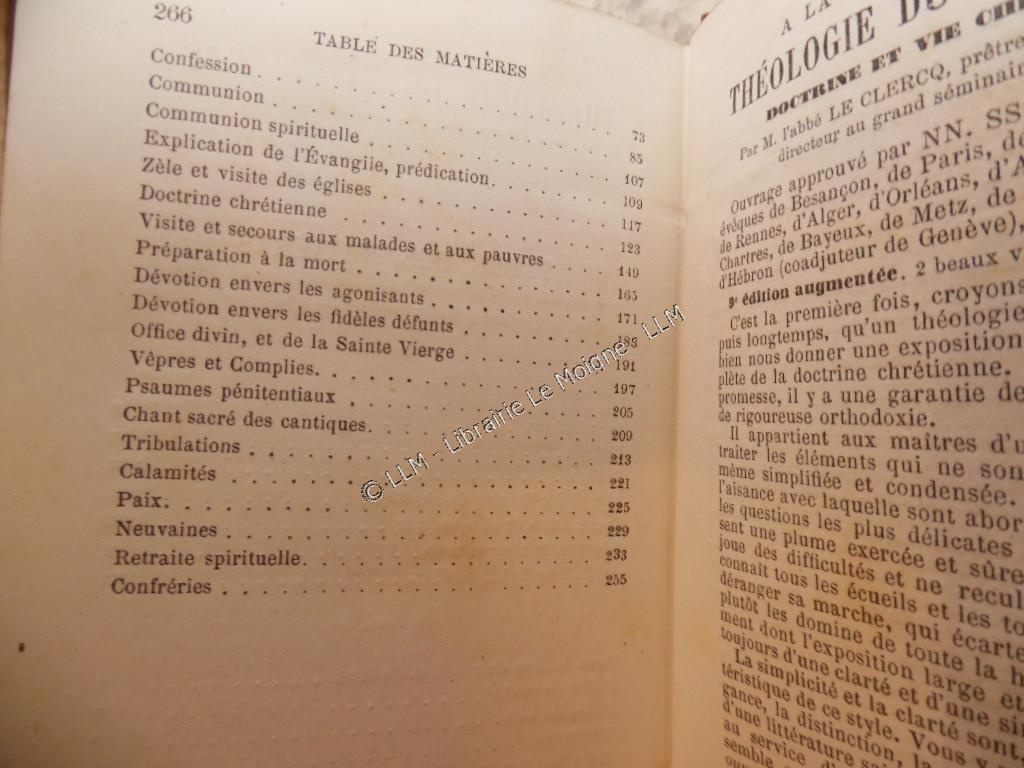 266
TABLE DES MATIÈRES
Confession . . . . . . . . . . . . . . . . 73
Communion . . . . . . . . . . . . . . . . 85
Communion spirituelle . . . . . . . . . . . . 107
Explication de l'Évangile, prédication. . . . . . . 109
Zèle et visite des églises . . . . . . . . . . . 117
Doctrine chrétienne . . . . . . . . . . . . . 123
Visite et secours aux malades et aux pauvres . . . . 149
Préparation à la mort . . . . . . . . . . . . 165
Dévotion envers les agonisants . . . . . . . . . 171
Dévotion envers les fidèles défunts . . . . . . . . 185
Office divin, et de la Sainte Vierge . . . . . . . . 191
Vêpres et Complies. . . . . . . . . . . . . . 197
Psaumes pénitentiaux . . . . . . . . . . . . . 205
Chant sacré des cantiques. . . . . . . . . . . . 209
Tribulations . . . . . . . . . . . . . . . . 213
Calamités . . . . . . . . . . . . . . . . . 221
Paix. . . . . . . . . . . . . . . . . . . 225
Neuvaines . . . . . . . . . . . . . . . . . 229
Retraite spirituelle. . . . . . . . . . . . . . 233
Confréries . . . . . . . . . . . . . . . . . 255
© LLM - Librairie Le Moigne - LLM
A LA
THÉOLOGIE DU
DOCTRINE ET VIE
Par M. l'abbé LE CLERCQ, prêtre
directeur au grand séminaire
Ouvrage approuvé par NN. SS
évêques de Besançon, de Paris, de
de Rennes, d'Alger, d'Orléans,
Chartres, de Bayeux, de Metz, de
d'Hébron (coadjuteur de Genève),
9e édition augmentée. 2 beaux
C'est la première fois, croyons
puis longtemps, qu'un théologie
bien nous donner une exposition
plète de la doctrine chrétienne.
promesse, il y a une garantie de
de rigoureuse orthodoxie.
Il appartient aux maîtres d'u
traiter les éléments qui ne son
même simplifiée et condensée.
l'aisance avec laquelle sont abor
les questions les plus délicates
sent une plume exercée et sûre
joue des difficultés et ne recul
connaît tous les écueils et les to
déranger sa marche, qui écarte
plutôt les domine de toute la h
ment dont l'exposition large et
toujours d'une clarté et d'une sim
La simplicité et la clarté sont
téristique de ce style. Vous
gance, la distinction, la
d'une littérature
au service
semble